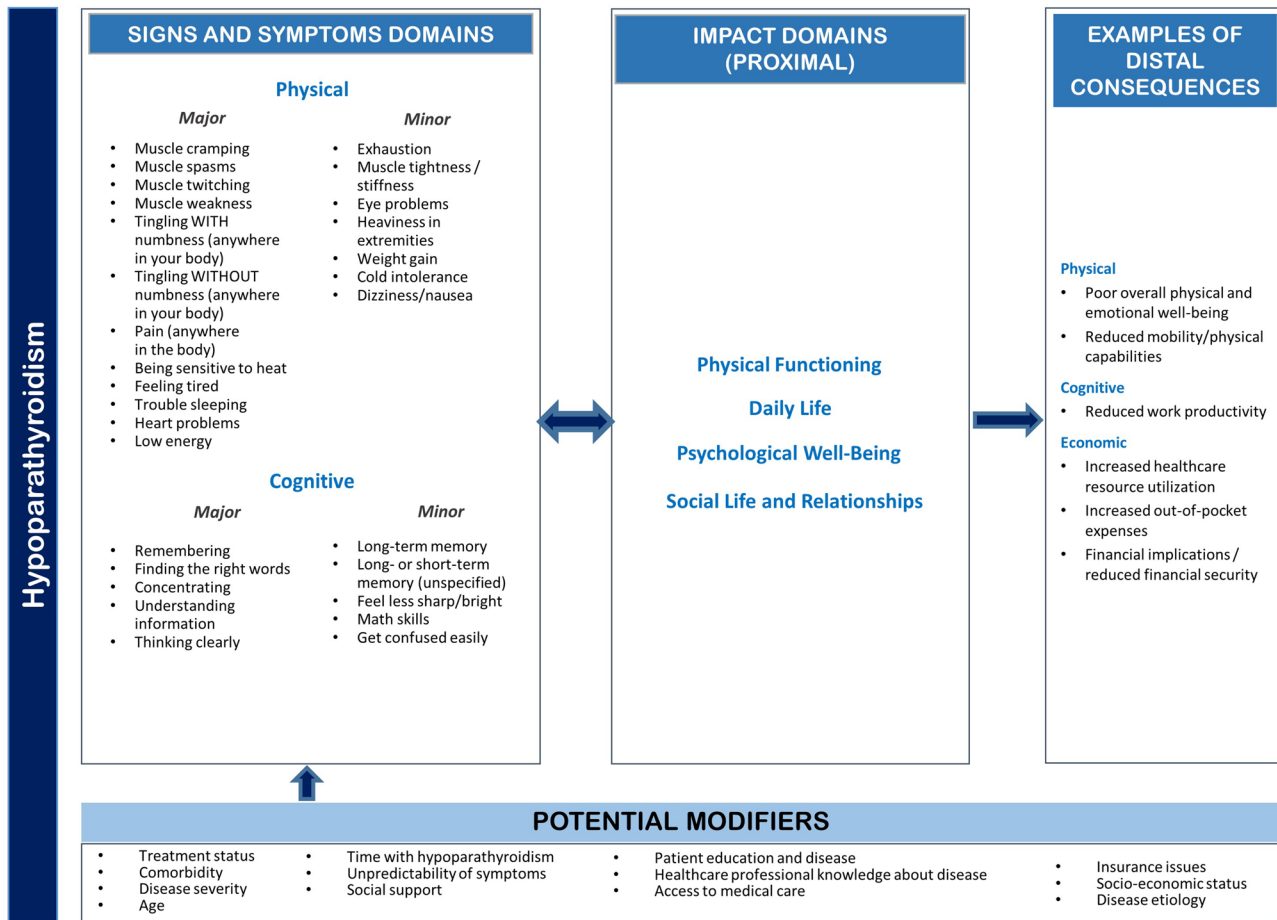 Hypoparathyroidism
SIGNS AND SYMPTOMS DOMAINS
Physical
Major
• Muscle cramping
• Muscle spasms
• Muscle twitching
• Muscle weakness
• Tingling WITH
numbness (anywhere
in your body)
• Tingling WITHOUT
numbness (anywhere
in your body)
• Pain (anywhere
in the body)
• Being sensitive to heat
• Feeling tired
• Trouble sleeping
• Heart problems
• Low energy
Minor
• Exhaustion
• Muscle tightness /
stiffness
• Eye problems
• Heaviness in
extremities
• Weight gain
• Cold intolerance
• Dizziness/nausea
Cognitive
Major
• Remembering
• Finding the right words
• Concentrating
• Understanding
information
• Thinking clearly
Minor
• Long-term memory
• Long- or short-term
memory (unspecified)
• Feel less sharp/bright
• Math skills
• Get confused easily
IMPACT DOMAINS
(PROXIMAL)
Physical Functioning
Daily Life
Psychological Well-Being
Social Life and Relationships
EXAMPLES OF
DISTAL
CONSEQUENCES
Physical
• Poor overall physical and
emotional well-being
• Reduced mobility/physical
capabilities
Cognitive
• Reduced work productivity
Economic
• Increased healthcare
resource utilization
• Increased out-of-pocket
expenses
• Financial implications /
reduced financial security
POTENTIAL MODIFIERS
• Treatment status
• Comorbidity
• Disease severity
• Age
• Time with hypoparathyroidism
• Unpredictability of symptoms
• Social support
• Patient education and disease
• Healthcare professional knowledge about disease
• Access to medical care
• Insurance issues
• Socio-economic status
• Disease etiology